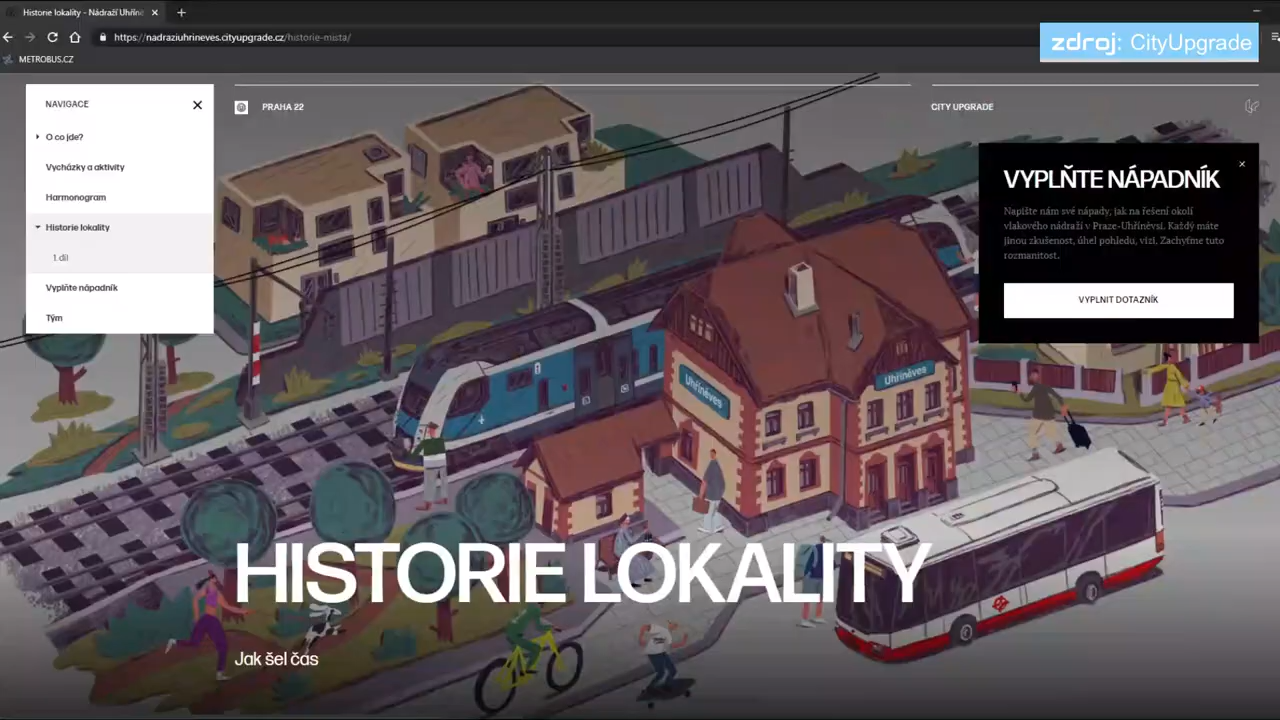 Historie lokality - Nádraží Uhříně
https://nadraziuhrineves.cityupgrade.cz/historie-mista/
METROBUS.CZ
zdroj: CityUpgrade
NAVIGACE
O co jde?
Vycházky a aktivity
Harmonogram
Historie lokality
1. díl
Vyplňte nápadník
Tým
PRAHA 22
CITY UPGRADE
VYPLŇTE NÁPADNÍK
Napište nám své nápady, jak na řešení okolí
vlakového nádraží v Praze-Uhříněvsi. Každý máte
jinou zkušenost, úhel pohledu, vizi. Zachyťme tuto
rozmanitost.
VYPLNIT DOTAZNÍK
Uhříněves
Uhříněves
HISTORIE LOKALITY
Jak šel čas